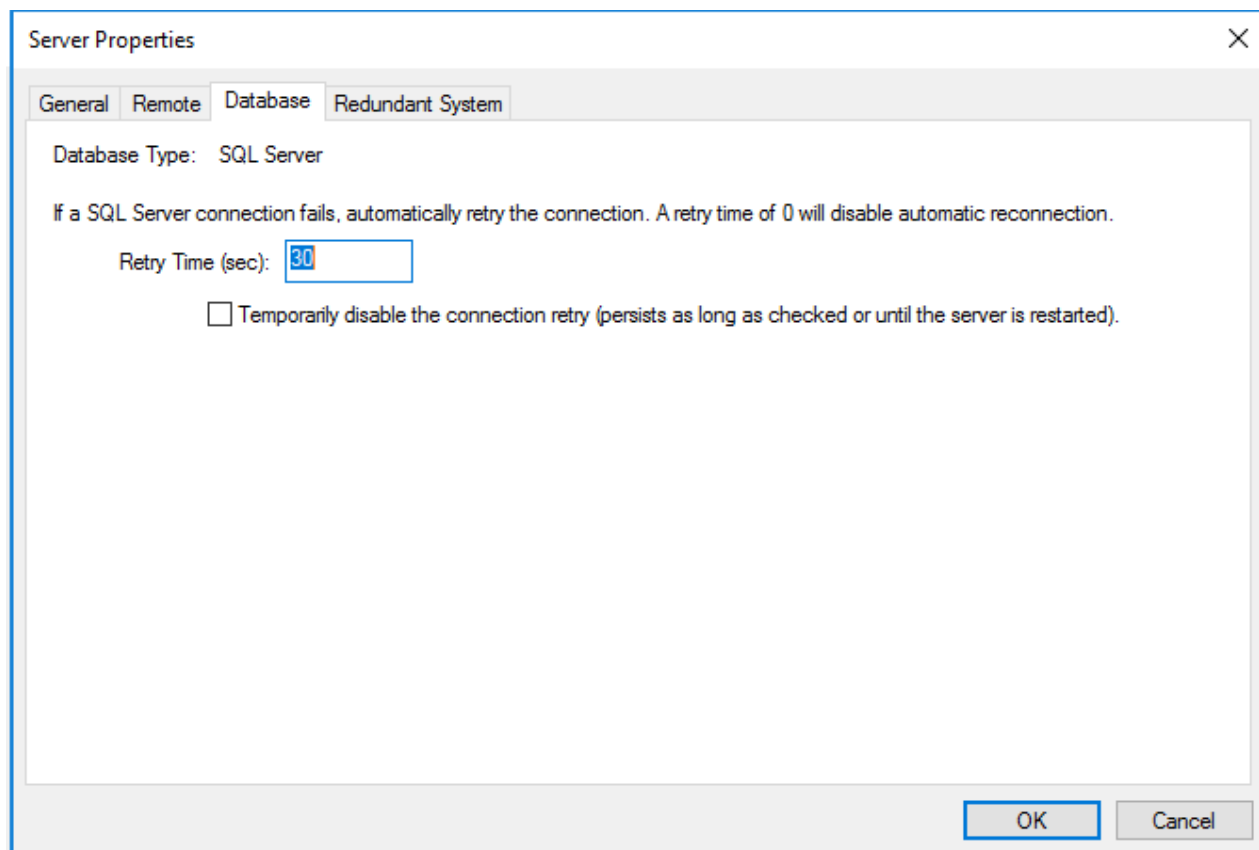 Server Properties
General Remote Database Redundant System
Database Type: SQL Server
If a SQL Server connection fails, automatically retry the connection. A retry time of 0 will disable automatic reconnection.
Retry Time (sec): 30
Temporarily disable the connection retry (persists as long as checked or until the server is restarted).
OK Cancel